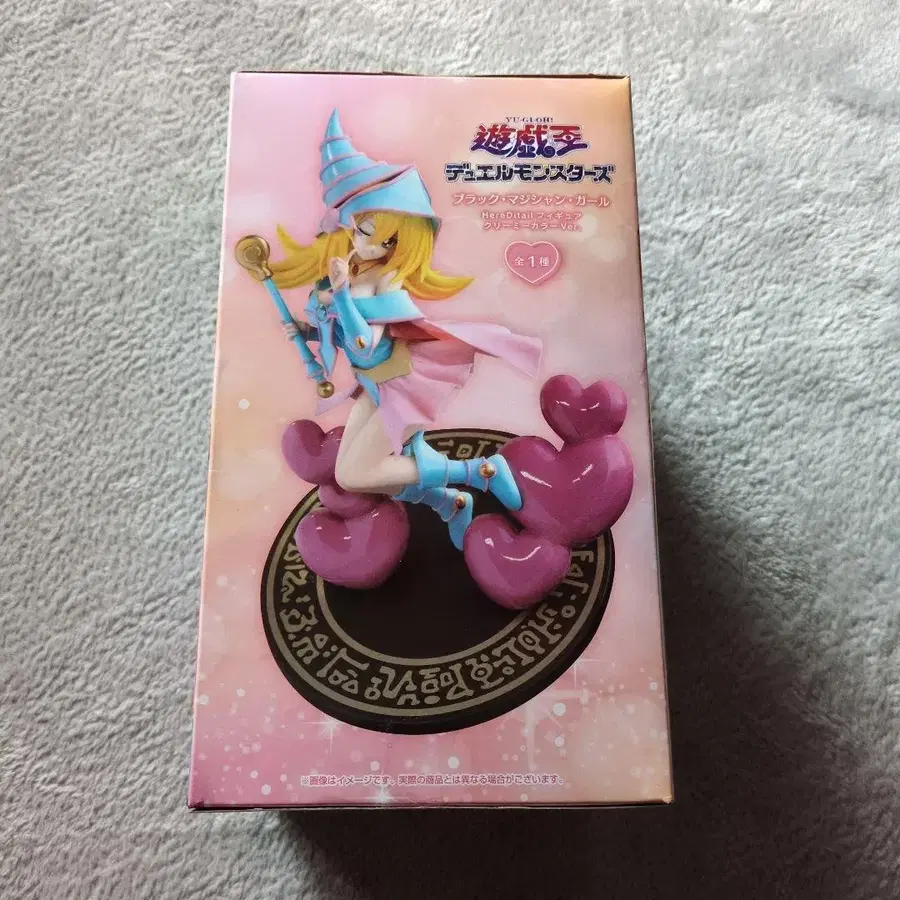 YU-GI-OH!
遊戯王
デュエルモンスターズ
ブラック・マジシャン・ガール
HereDitail フィギュア
クリーミーカラーVer.
全1種
※画像はイメージです。実際の商品とは異なる場合がございます。